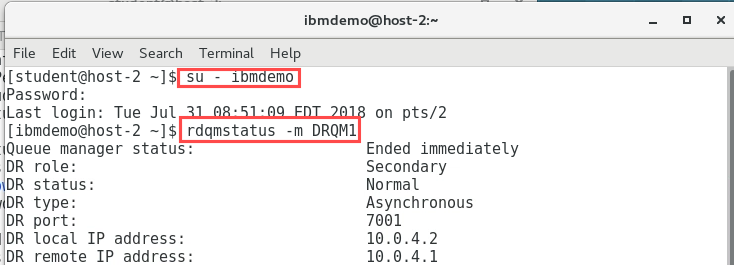 ibmdemo@host-2:~
File Edit View Search Terminal Help
[student@host-2 ~]$ su - ibmdemo
Password:
Last login: Tue Jul 31 08:51:09 EDT 2018 on pts/2
[ibmdemo@host-2 ~]$ rdqmstatus -m DRQM1
Queue manager status: Ended immediately
DR role: Secondary
DR status: Normal
DR type: Asynchronous
DR port: 7001
DR local IP address: 10.0.4.2
DR remote IP address: 10.0.4.1